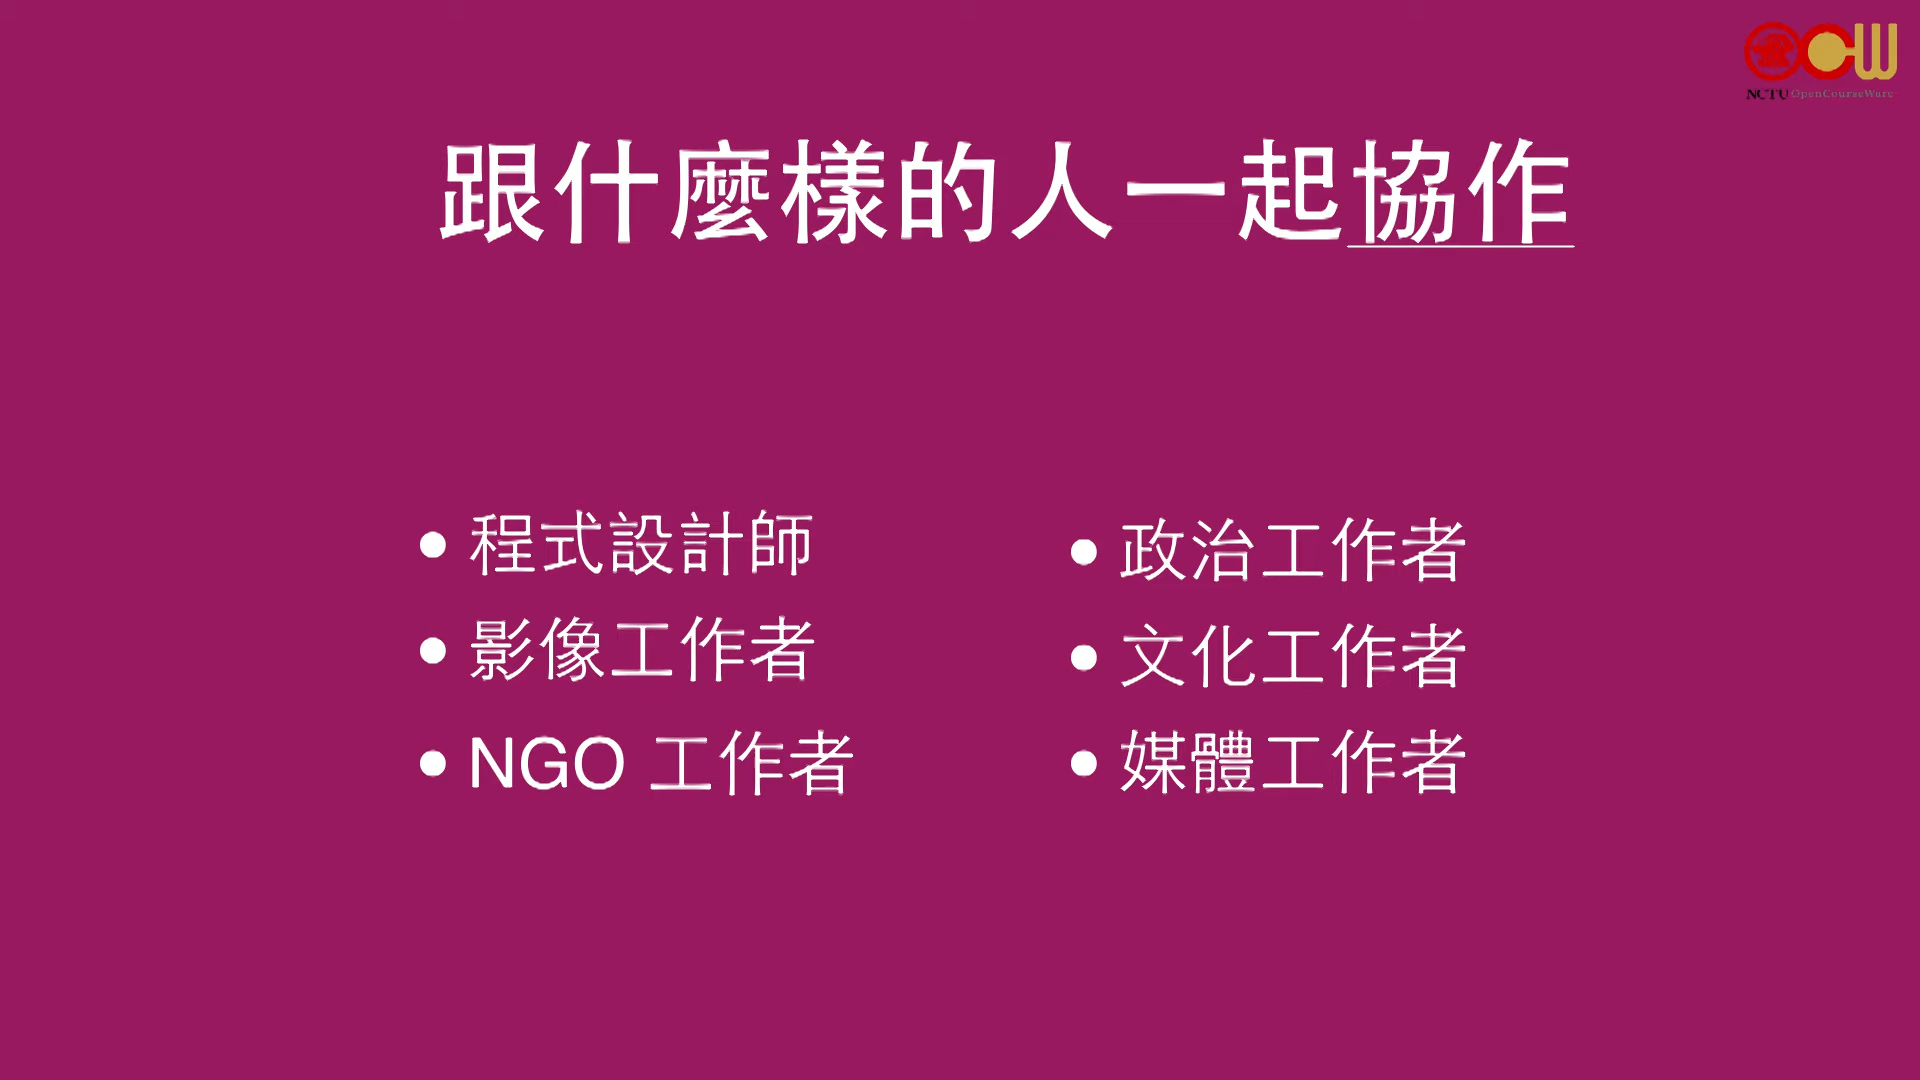 NCTU OpenCourseWare
跟什麼樣的人一起協作
程式設計師
影像工作者
NGO 工作者
政治工作者
文化工作者
媒體工作者